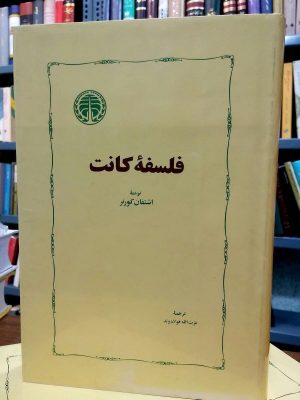 فلسفهٔ کانت
نوشتهٔ
اشتفان کورنر
ترجمهٔ
عزت‌الله فولادوند